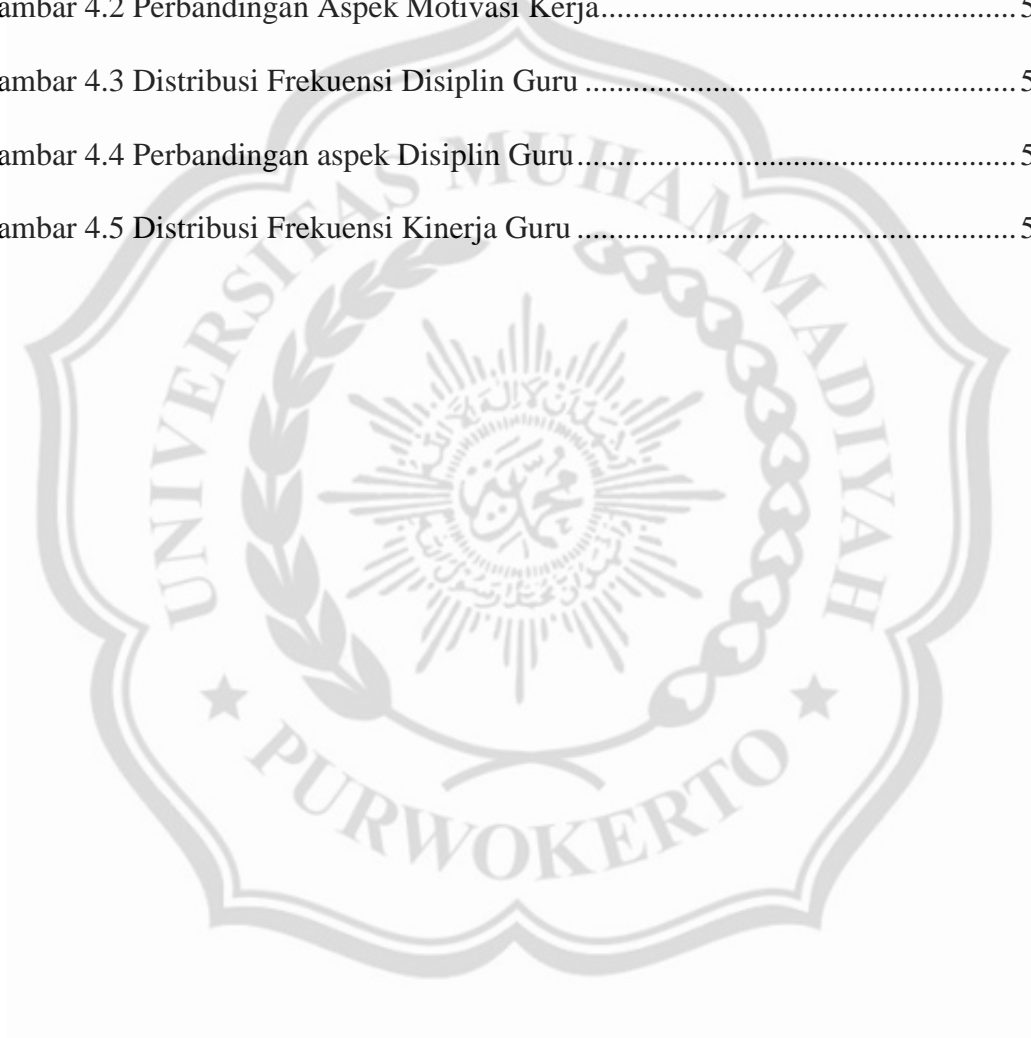 ambar 4.2 Perbandingan Aspek Motivasi Kerja.................................................... 5
ambar 4.3 Distribusi Frekuensi Disiplin Guru ...................................................... 5
ambar 4.4 Perbandingan aspek Disiplin Guru....................................................... 5
ambar 4.5 Distribusi Frekuensi Kinerja Guru ....................................................... 5
UNIVERSITAS MUHAMMADIYAH
محمدية
PURWOKERTO